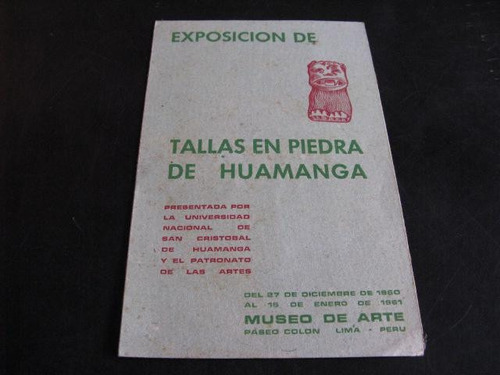 EXPOSICION DE
TALLAS EN PIEDRA
DE HUAMANGA
PRESENTADA POR
LA UNIVERSIDAD
NACIONAL DE
SAN CRISTOBAL
DE HUAMANGA
Y EL PATRONATO
DE LAS ARTES
DEL 27 DE DICIEMBRE DE 1960
AL 15 DE ENERO DE 1961
MUSEO DE ARTE
PASEO COLON LIMA - PERU